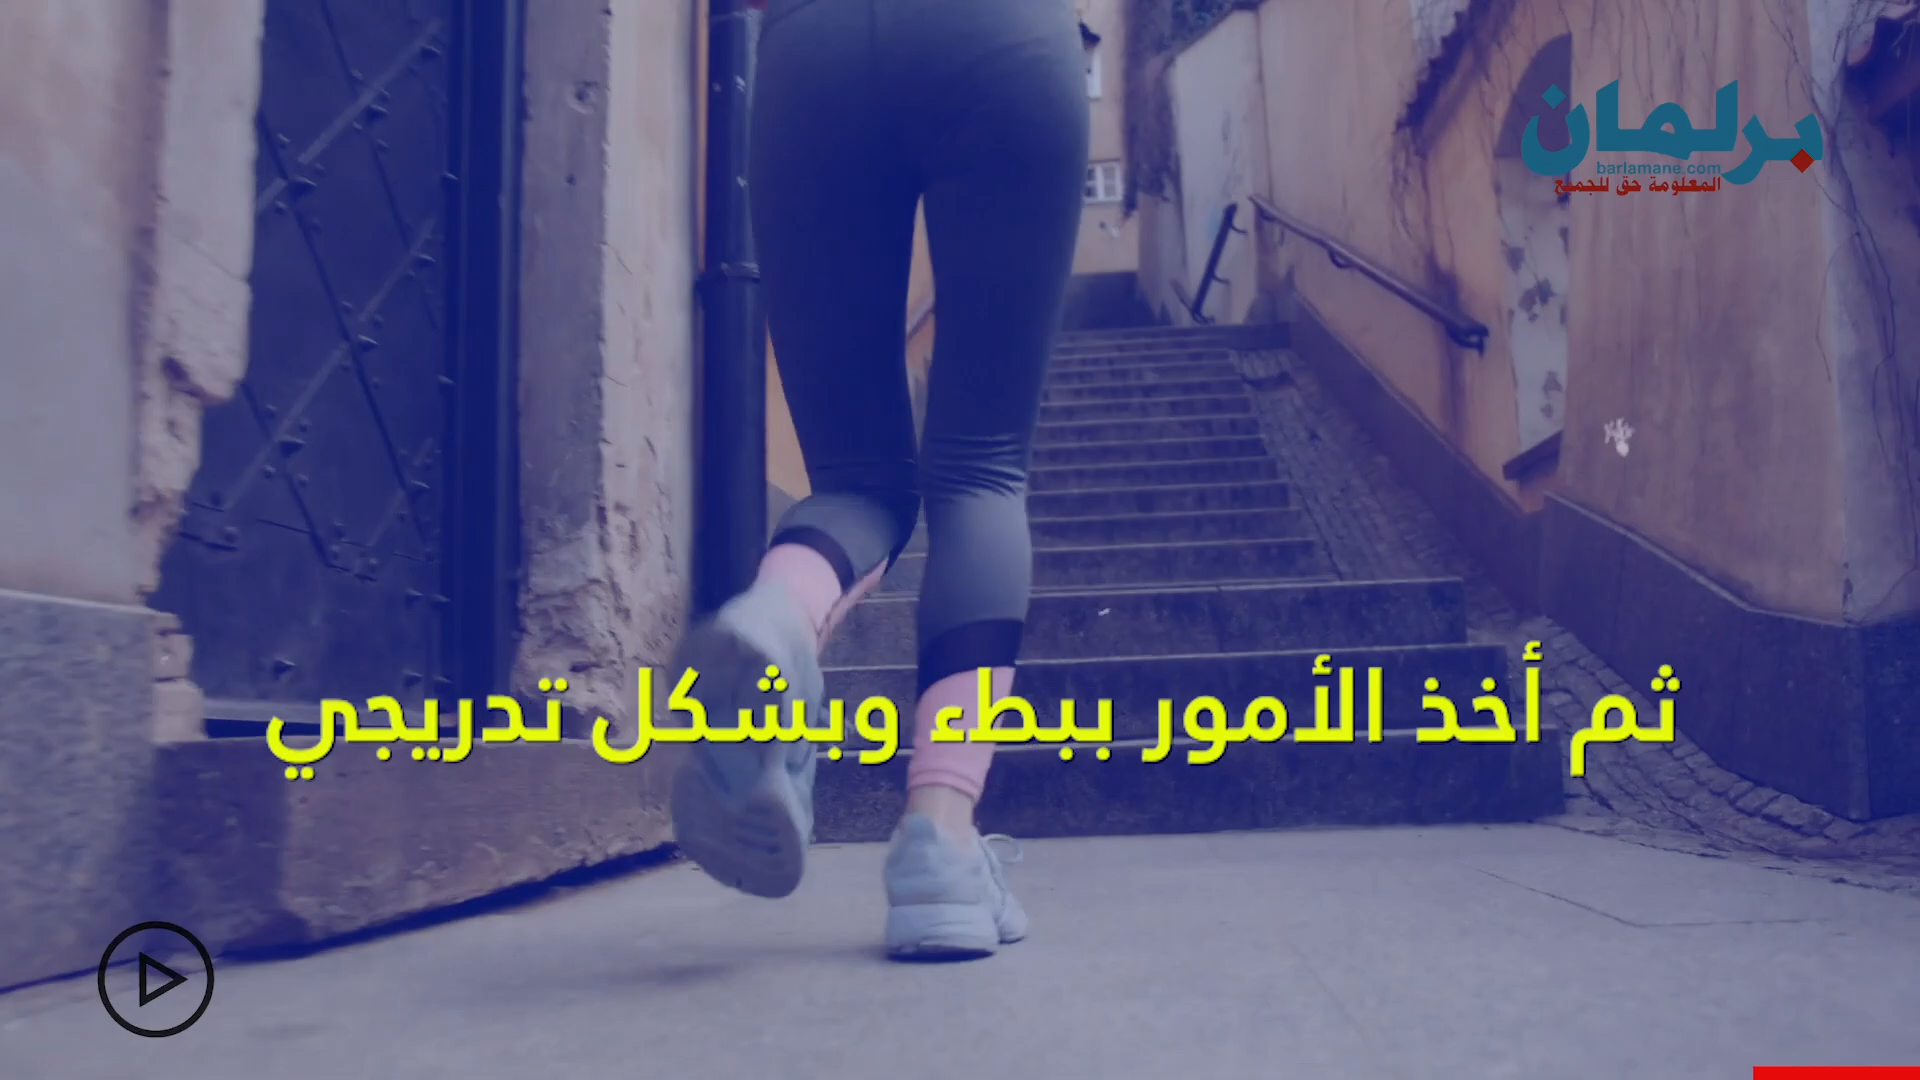 برلمان
barlamane.com
المعلومة حق للجميع
ثم أخذ الأمور ببطء وبشكل تدريجي